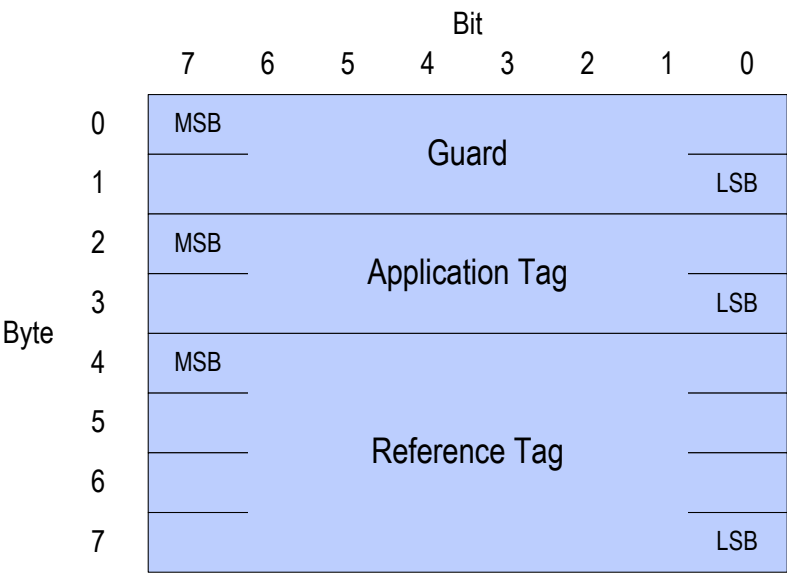 Bit
7 6 5 4 3 2 1 0
0 MSB
Guard
1 LSB
2 MSB
Application Tag
3 LSB
Byte
4 MSB
5
Reference Tag
6
7 LSB